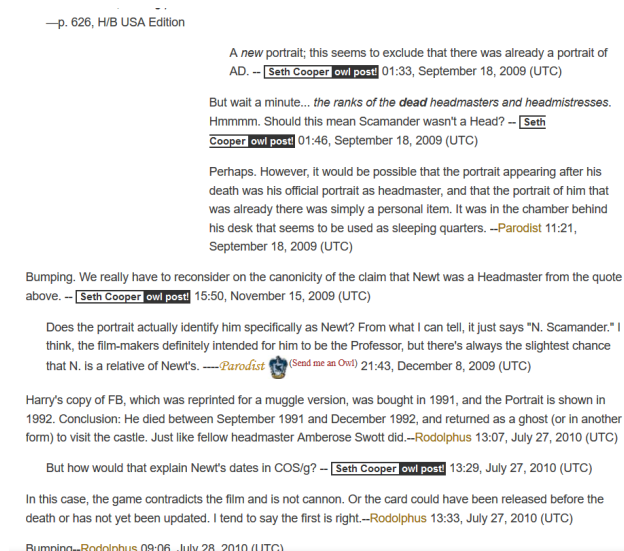 —p. 626, H/B USA Edition
A new portrait; this seems to exclude that there was already a portrait of
AD. -- Seth Cooper owl post! 01:33, September 18, 2009 (UTC)
But wait a minute... the ranks of the dead headmasters and headmistresses.
Hmmmm. Should this mean Scamander wasn't a Head? -- Seth
Cooper owl post! 01:46, September 18, 2009 (UTC)
Perhaps. However, it would be possible that the portrait appearing after his
death was his official portrait as headmaster, and that the portrait of him that
was already there was simply a personal item. It was in the chamber behind
his desk that seems to be used as sleeping quarters. --Parodist 11:21,
September 18, 2009 (UTC)
Bumping. We really have to reconsider on the canonicity of the claim that Newt was a Headmaster from the quote
above. -- Seth Cooper owl post! 15:50, November 15, 2009 (UTC)
Does the portrait actually identify him specifically as Newt? From what I can tell, it just says "N. Scamander." I
think, the film-makers definitely intended for him to be the Professor, but there's always the slightest chance
that N. is a relative of Newt's. ----Parodist (Send me an Owl) 21:43, December 8, 2009 (UTC)
Harry's copy of FB, which was reprinted for a muggle version, was bought in 1991, and the Portrait is shown in
1992. Conclusion: He died between September 1991 and December 1992, and returned as a ghost (or in another
form) to visit the castle. Just like fellow headmaster Amberose Swott did.--Rodolphus 13:07, July 27, 2010 (UTC)
But how would that explain Newt's dates in COS/g? -- Seth Cooper owl post! 13:29, July 27, 2010 (UTC)
In this case, the game contradicts the film and is not cannon. Or the card could have been released before the
death or has not yet been updated. I tend to say the first is right.--Rodolphus 13:33, July 27, 2010 (UTC)
Bumping--Rodolphus 09:06, July 28, 2010 (UTC)